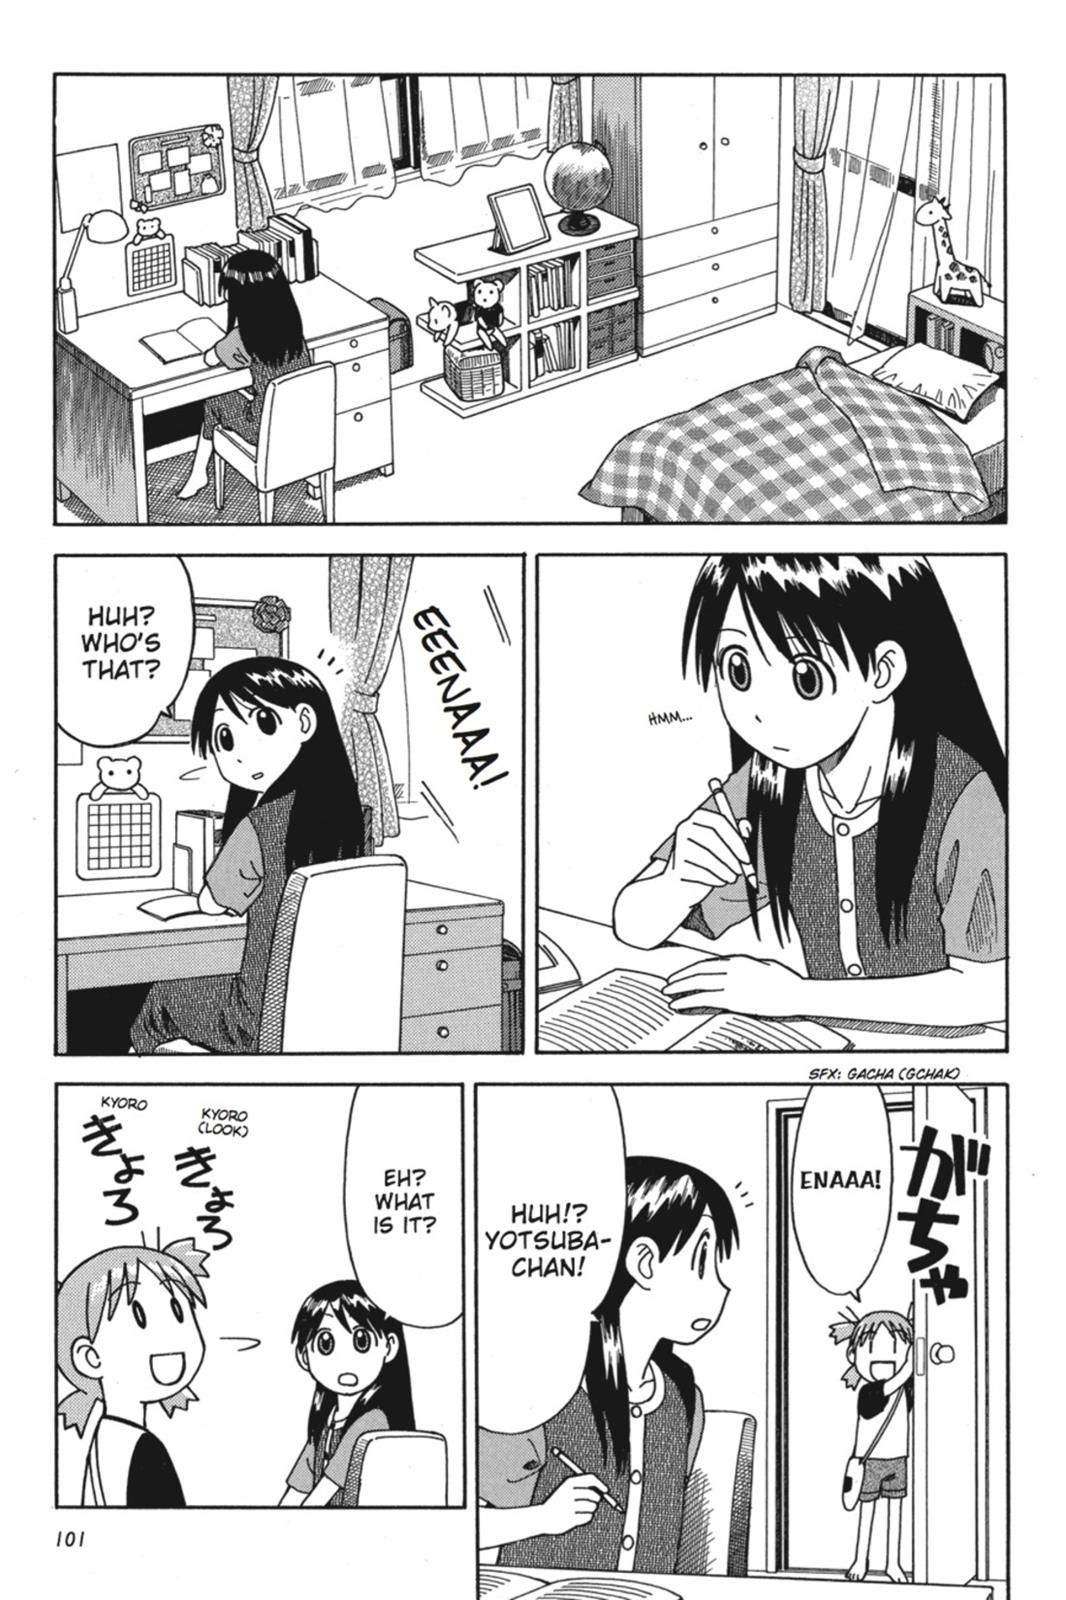 HMM...
EEENAAA!
HUH?
WHO'S
THAT?
SFX: GACHA (GCHAK)
がちゃ
ENAAA!
HUH!?
YOTSUBA-
CHAN!
EH?
WHAT
IS IT?
KYORO
(LOOK)
きょろ
KYORO
きょろ
101